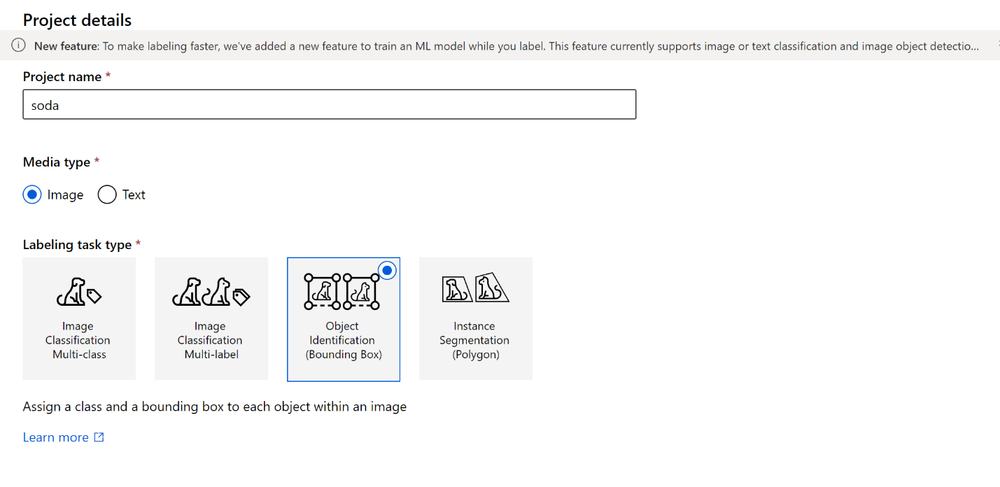 Project details
New feature: To make labeling faster, we've added a new feature to train an ML model while you label. This feature currently supports image or text classification and image object detectio...
Project name *
soda
Media type *
Image Text
Labeling task type *
Image
Classification
Multi-class
Image
Classification
Multi-label
Object
Identification
(Bounding Box)
Instance
Segmentation
(Polygon)
Assign a class and a bounding box to each object within an image
Learn more